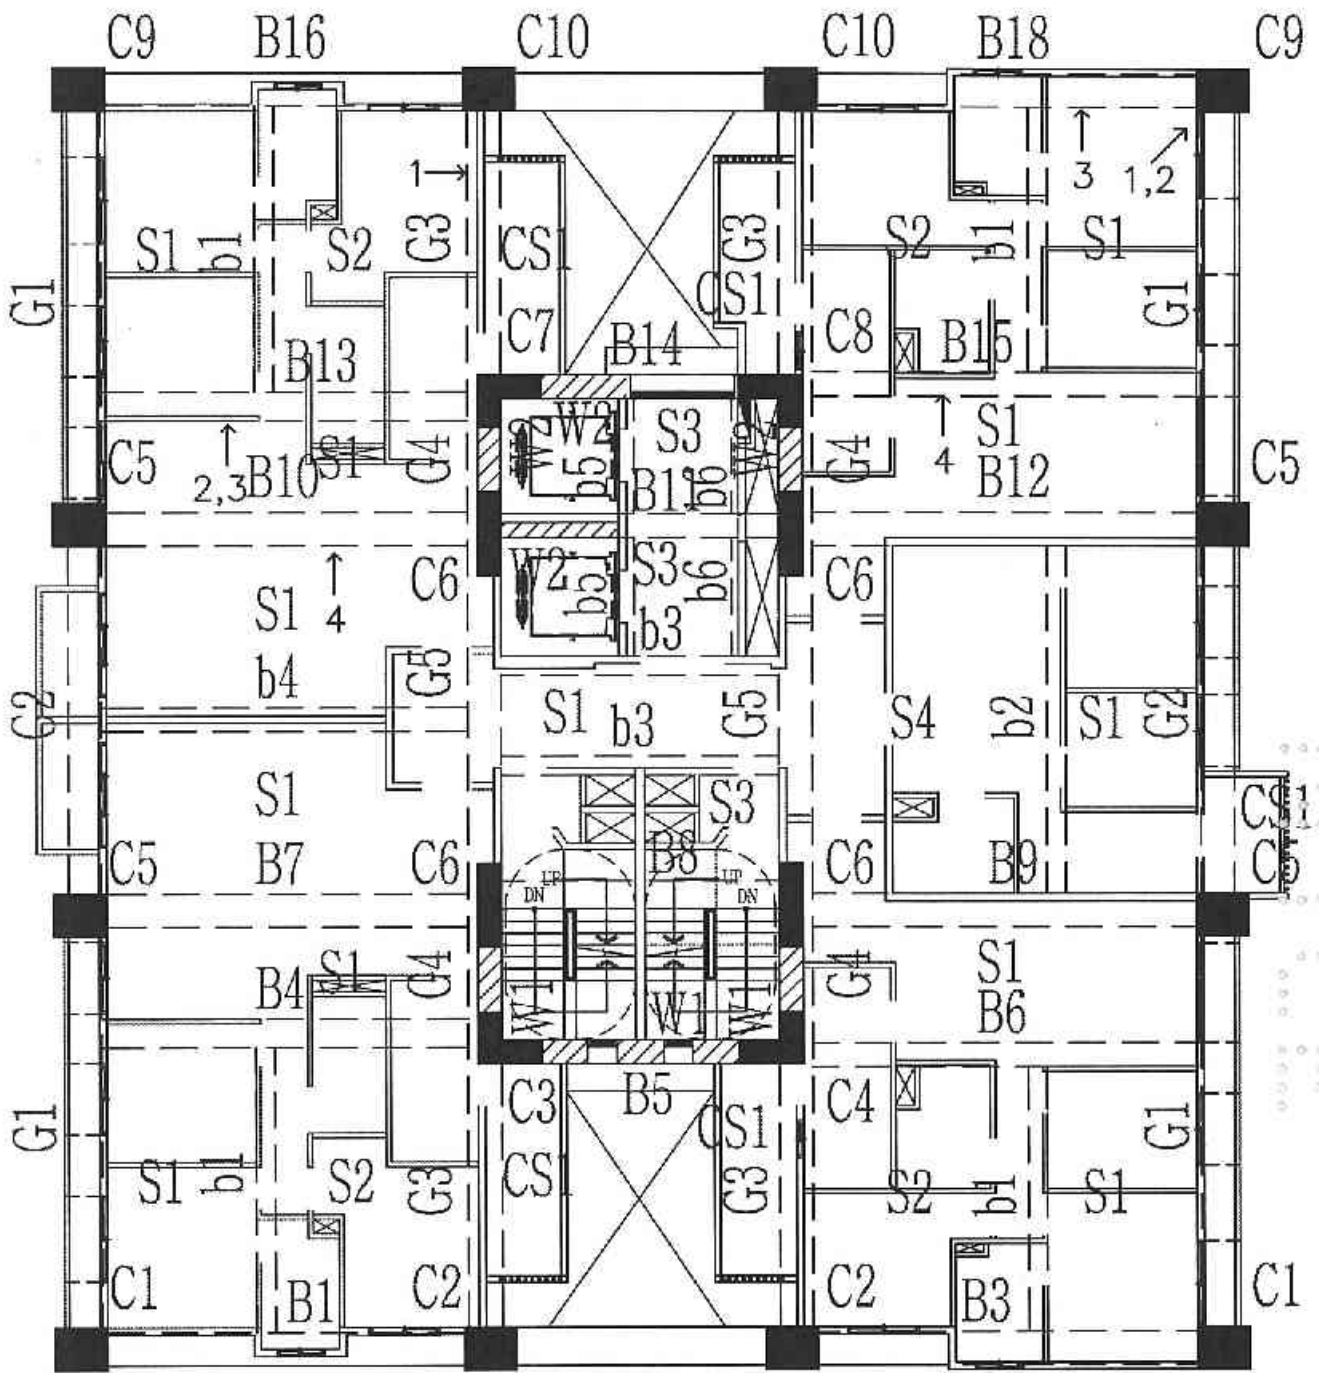 C9 B16 C10 C10 B18 C9
1 3 1,2
S1 b1 S2 G3 CS1 G3 S2 b1 S1
G1 CS1 G1
B13 C7 B14 C8 B15
W2 W2 S3 W1 S1
C5 2,3 B10 S1 G4 b5 B11 b6 G4 4 B12 C5
C6 W2 b5 S3 b6 C6
S1 4 b3
b4 G5
G2 S1 b3 G5 S4 b2 S1 G2
S1 S3 CS1
C5 B7 C6 B8 C6 B9 C5
UP UP
DN DN
B4 S1 G4 G4 S1
W1 W1 W1 B6
C3 B5 CS1 C4
G1 G1
S1 b1 S2 G3 CS1 G3 S2 b1 S1
C1 B1 C2 C2 B3 C1